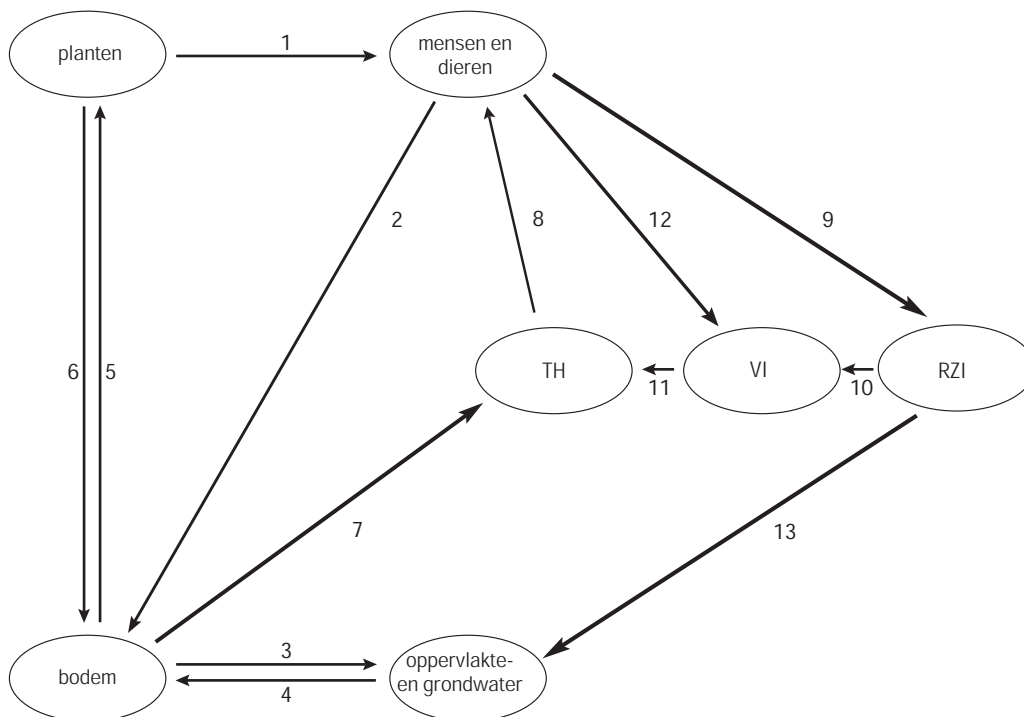 planten
1
mensen en
dieren
2
8
12
9
6
5
TH
11
VI
10
RZI
7
13
bodem
3
4
oppervlakte-
en grondwater